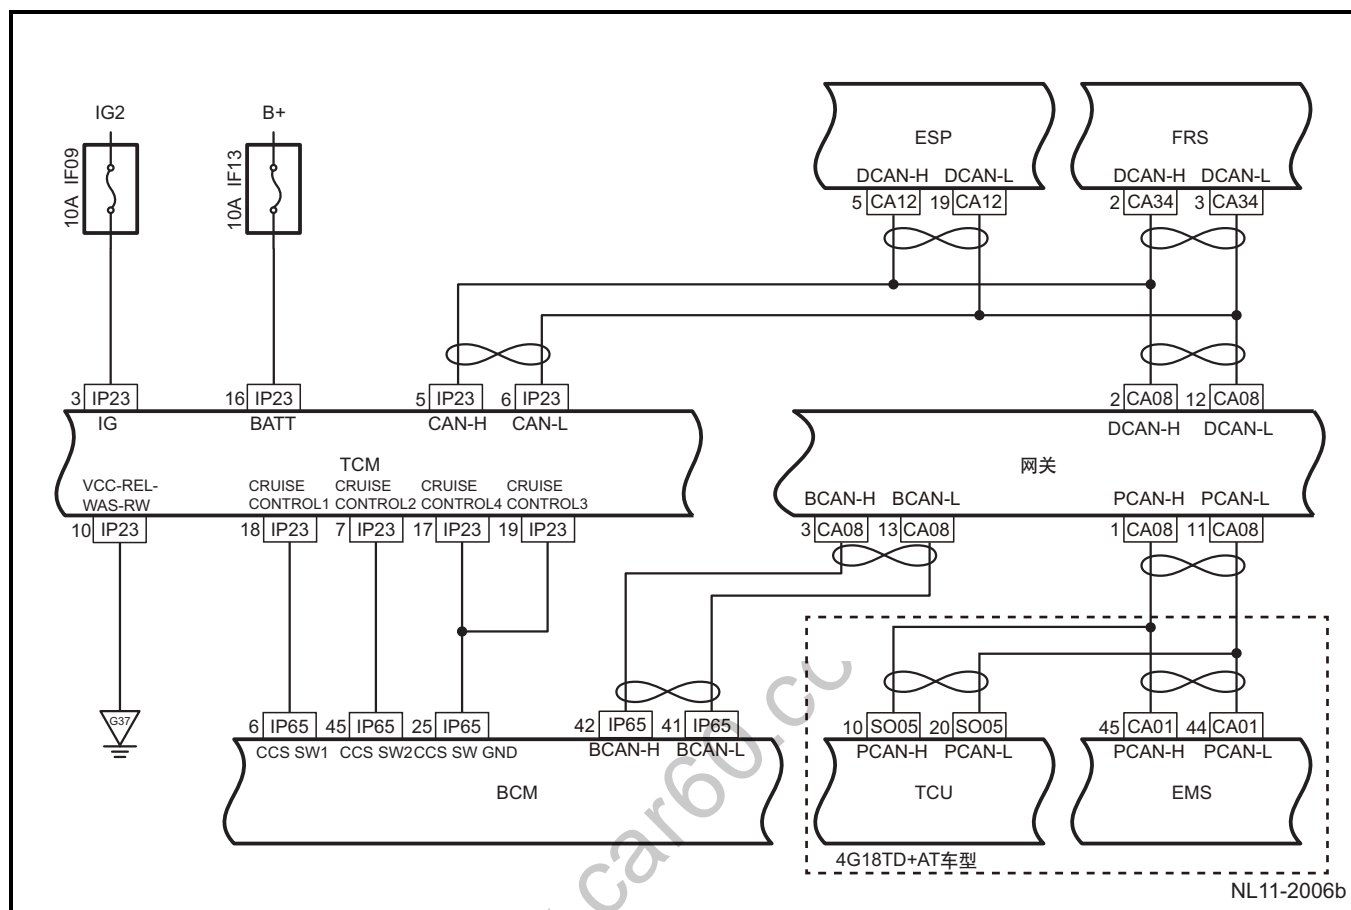 IG2
B+
10A IF09
10A IF13
ESP
FRS
DCAN-H DCAN-L
DCAN-H DCAN-L
5 CA12 19 CA12
2 CA34 3 CA34
3 IP23
16 IP23
5 IP23 6 IP23
2 CA08 12 CA08
IG
BATT
CAN-H CAN-L
DCAN-H DCAN-L
TCM
网关
VCC-REL-
WAS-RW
CRUISE
CONTROL1
CRUISE
CONTROL2
CRUISE
CONTROL4
CRUISE
CONTROL3
BCAN-H BCAN-L
PCAN-H PCAN-L
10 IP23
18 IP23 7 IP23 17 IP23 19 IP23
3 CA08 13 CA08
1 CA08 11 CA08
G37
6 IP65 45 IP65 25 IP65
42 IP65 41 IP65
10 SO05 20 SO05
45 CA01 44 CA01
CCS SW1 CCS SW2 CCS SW GND
BCAN-H BCAN-L
PCAN-H PCAN-L
PCAN-H PCAN-L
BCM
TCU
EMS
4G18TD+AT车型
NL11-2006b